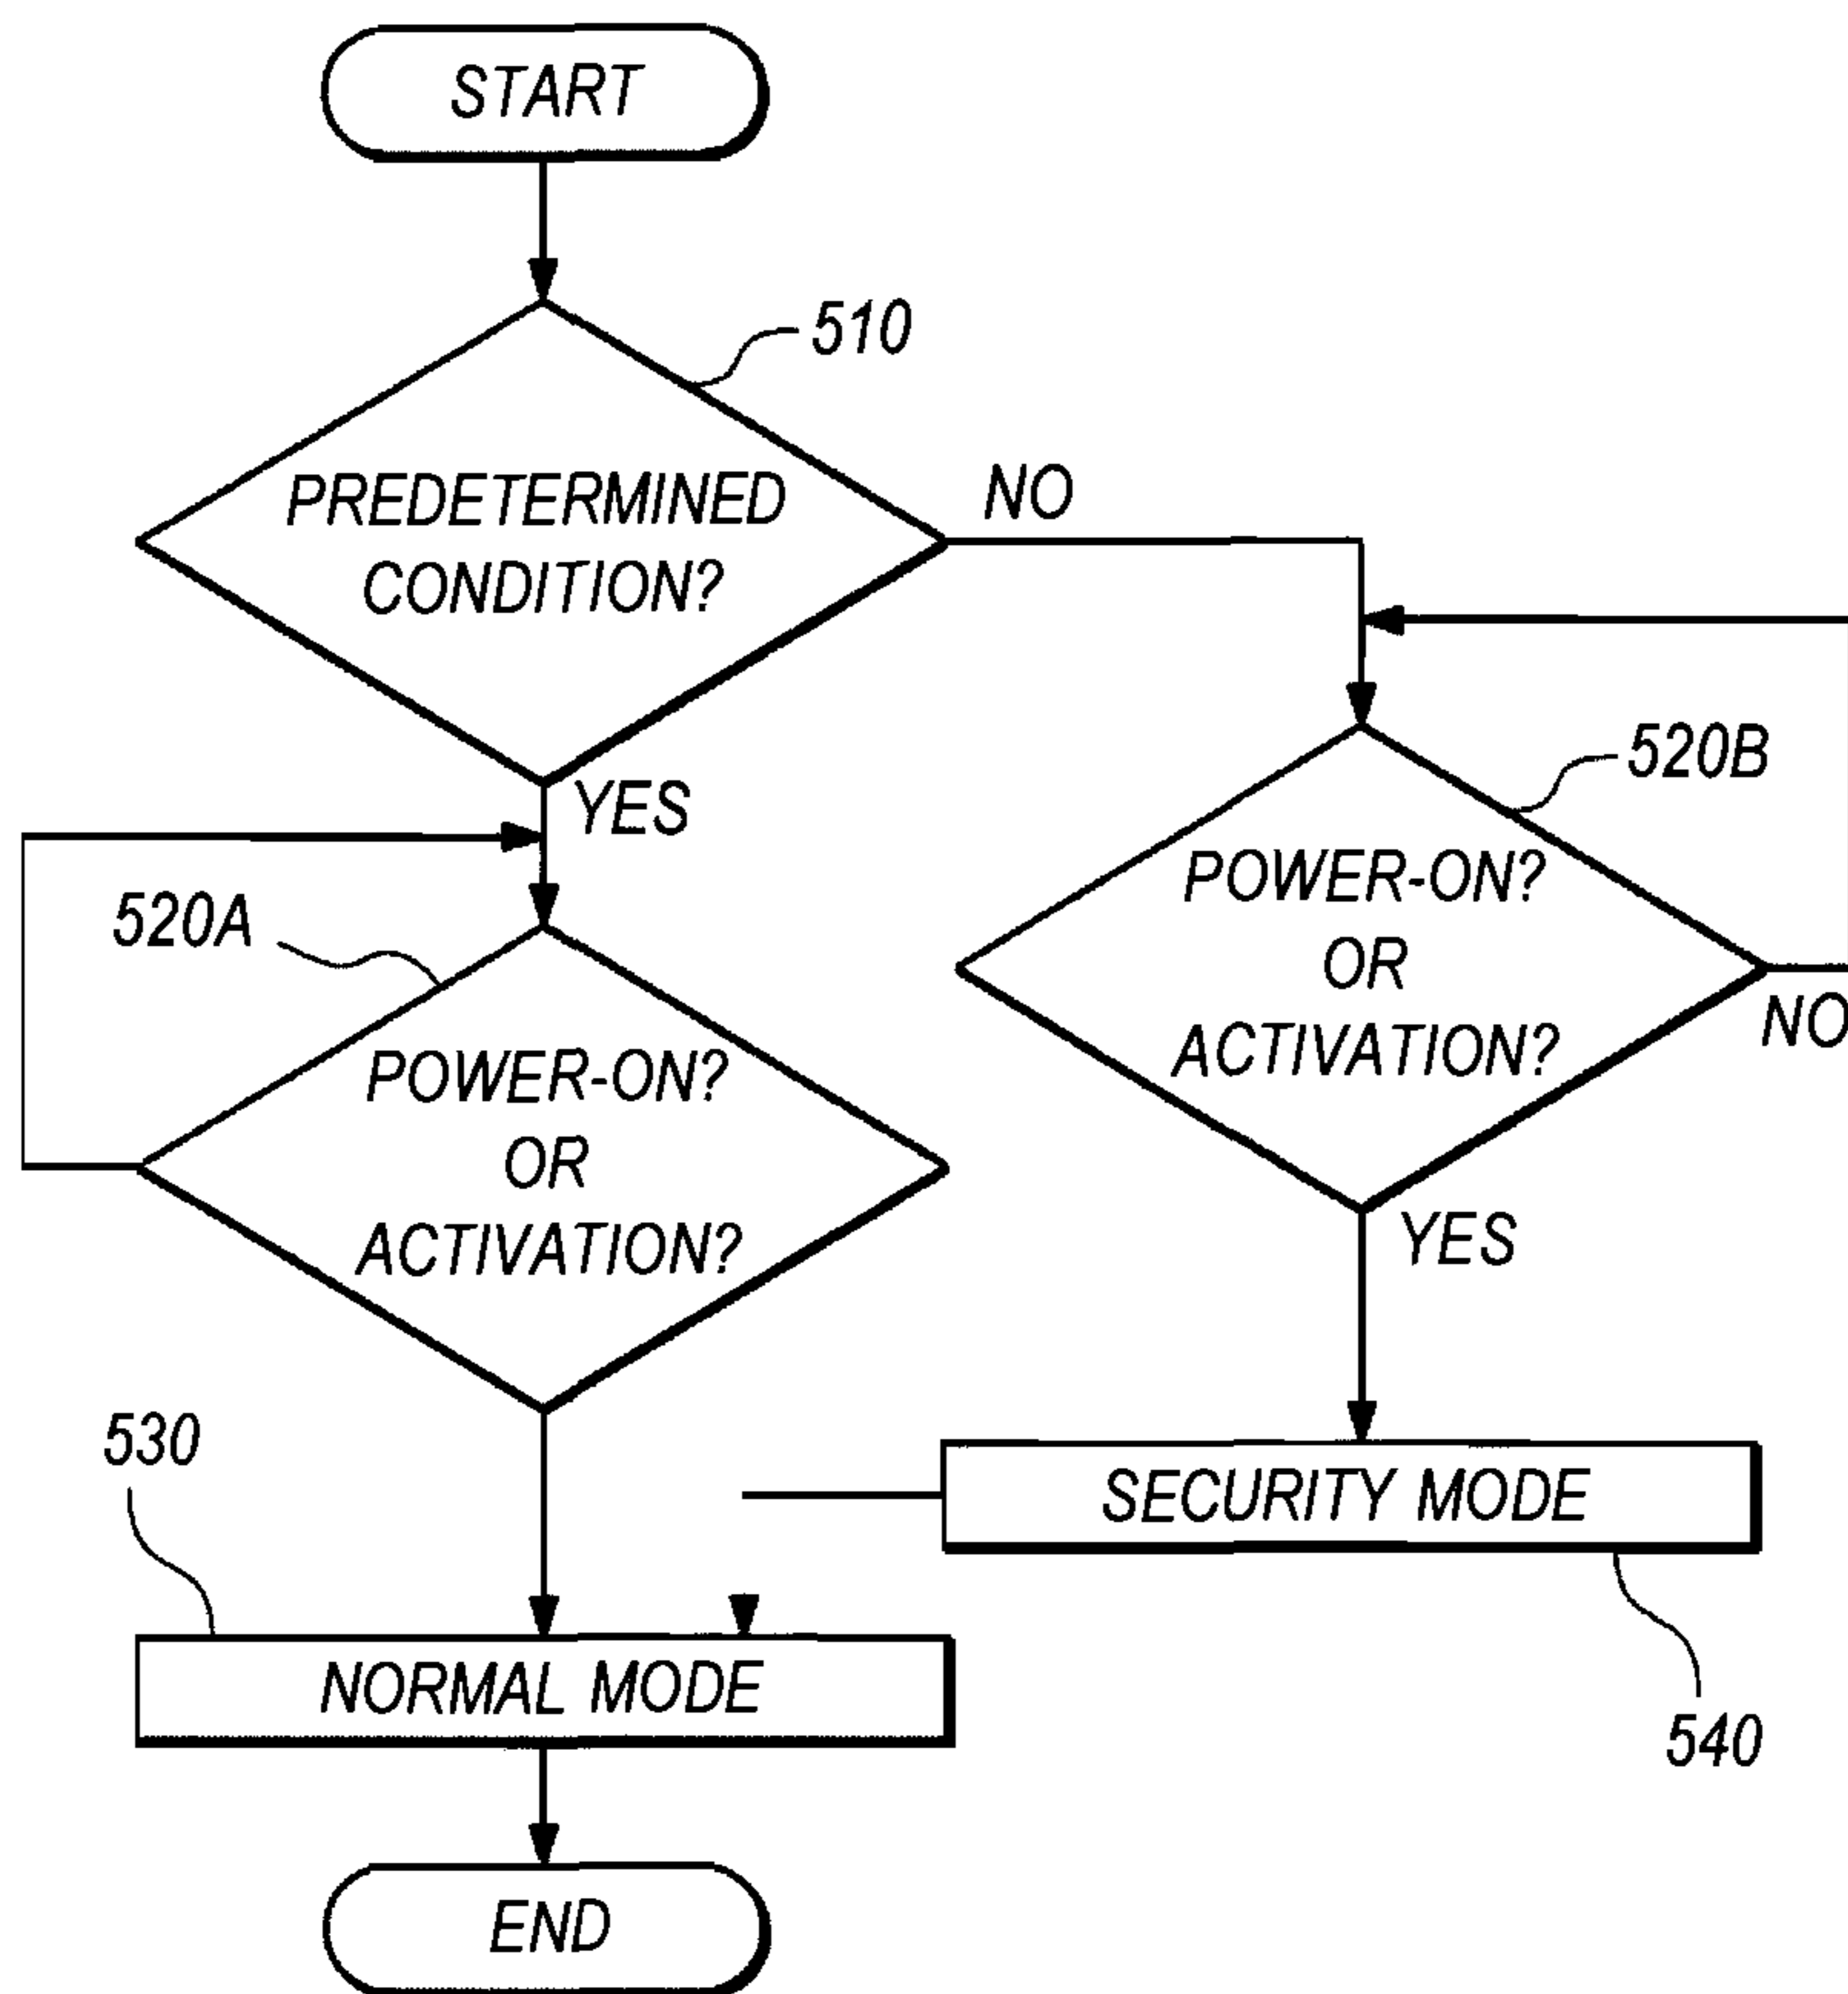 START
510
PREDETERMINED
CONDITION?
NO
YES
520B
POWER-ON?
OR
ACTIVATION?
NO
YES
520A
POWER-ON?
OR
ACTIVATION?
530
SECURITY MODE
540
NORMAL MODE
END